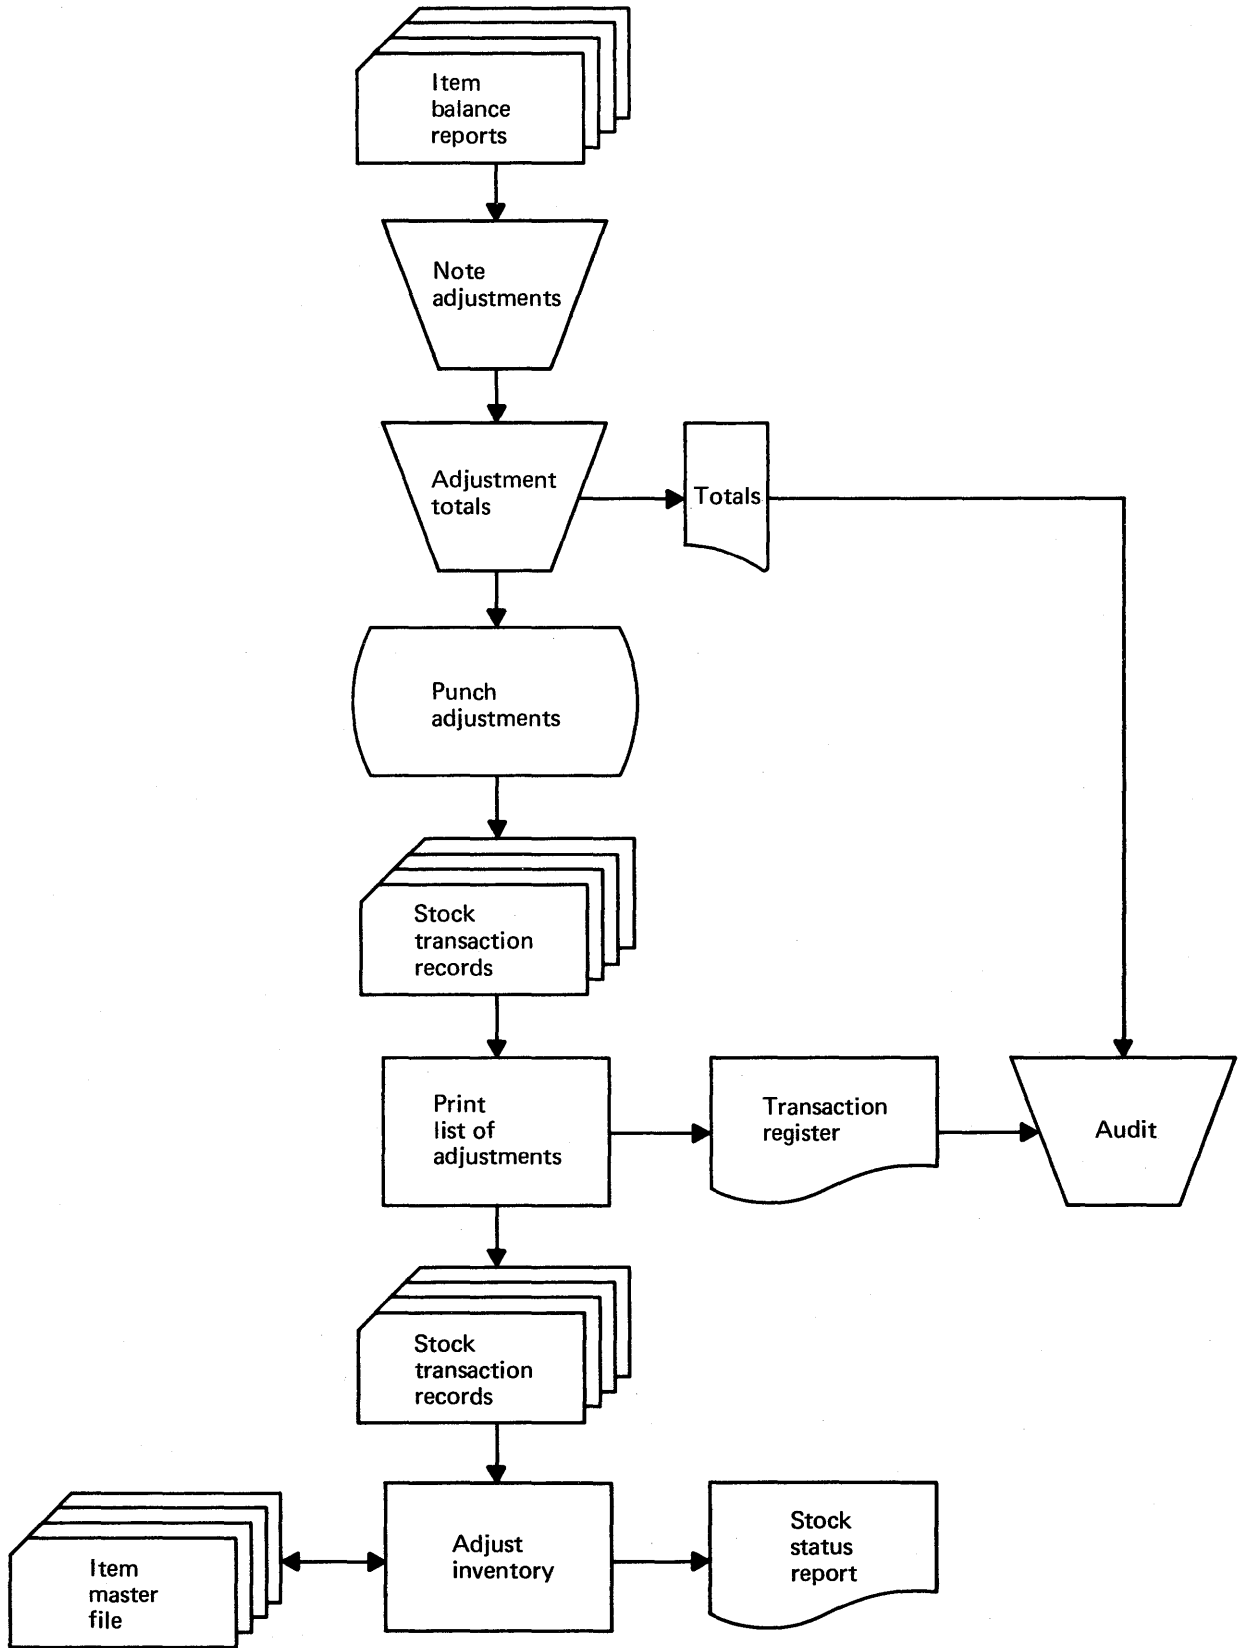 Item
balance
reports
Note
adjustments
Adjustment
totals
Totals
Punch
adjustments
Stock
transaction
records
Print
list of
adjustments
Transaction
register
Audit
Stock
transaction
records
Item
master
file
Adjust
inventory
Stock
status
report